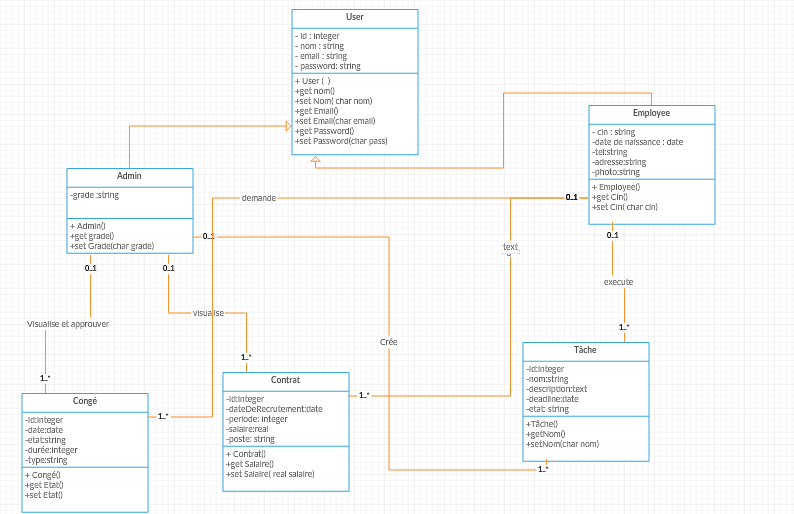 User
- id : integer
- nom : string
- email : string
- password: string
+ User ( )
+get nom()
+set Nom( char nom)
+get Email()
+set Email(char email)
+get Password()
+set Password(char pass)
Employee
- cin : string
-date de naissance : date
-tel:string
-adresse:string
-photo:string
+ Employee()
+get Cin()
+set Cin( char cin)
Admin
-grade :string
+ Admin()
+get grade()
+set Grade(char grade)
demande
0..1
0..1
text
0..1
0..1
0..1
execute
visualise
Visualise et approuver
1..*
Crée
1..*
1..*
Tâche
-id:integer
-nom:string
-description:text
-deadline:date
-etat: string
+Tâche()
+getNom()
+setNom(char nom)
Contrat
-id:integer
-dateDeRecrutement:date
-periode: integer
-salaire:real
-poste: string
+ Contrat()
+get Salaire()
+set Salaire( real salaire)
1..*
Congé
-id:integer
-date:date
-etat:string
-durée:integer
-type:string
+ Congé()
+get Etat()
+set Etat()
1..*
1..*